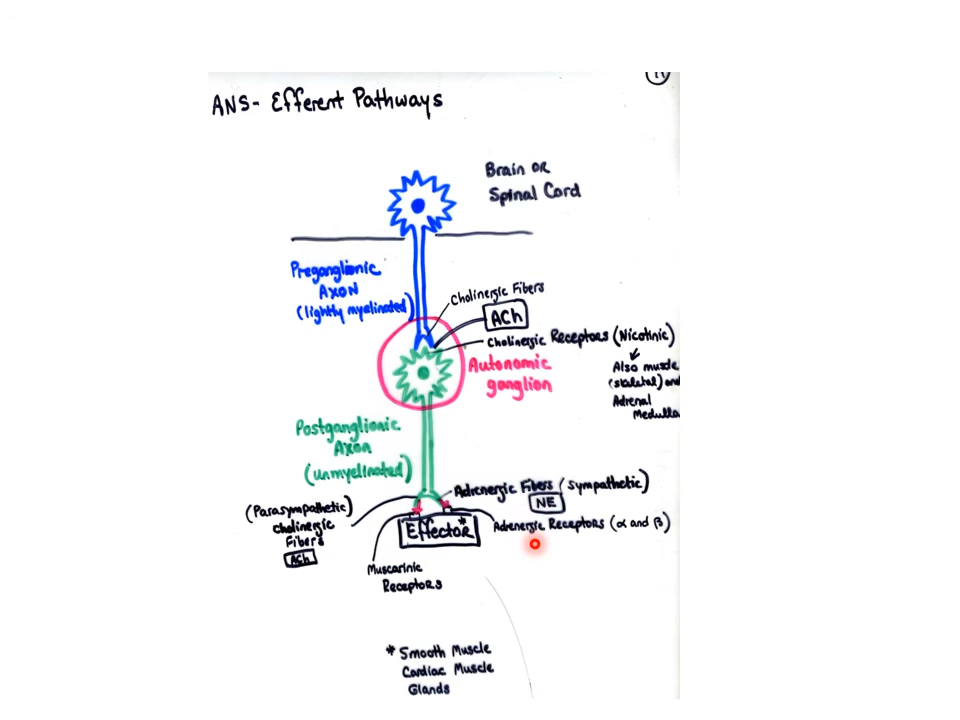 ANS- Efferent Pathways
Brain or
Spinal Cord
Preganglionic
Axon
(lightly myelinated)
Cholinergic Fibers
ACh
Cholinergic Receptors (Nicotinic)
Also muscle
(skeletal) and
Adrenal
Medulla
Autonomic
ganglion
Postganglionic
Axon
(unmyelinated)
Adrenergic Fibers (Sympathetic)
NE
(Parasympathetic)
Cholinergic
Fibers
ACh
Effector*
Adrenergic Receptors (α and β)
Muscarinic
Receptors
* Smooth Muscle
Cardiac Muscle
Glands